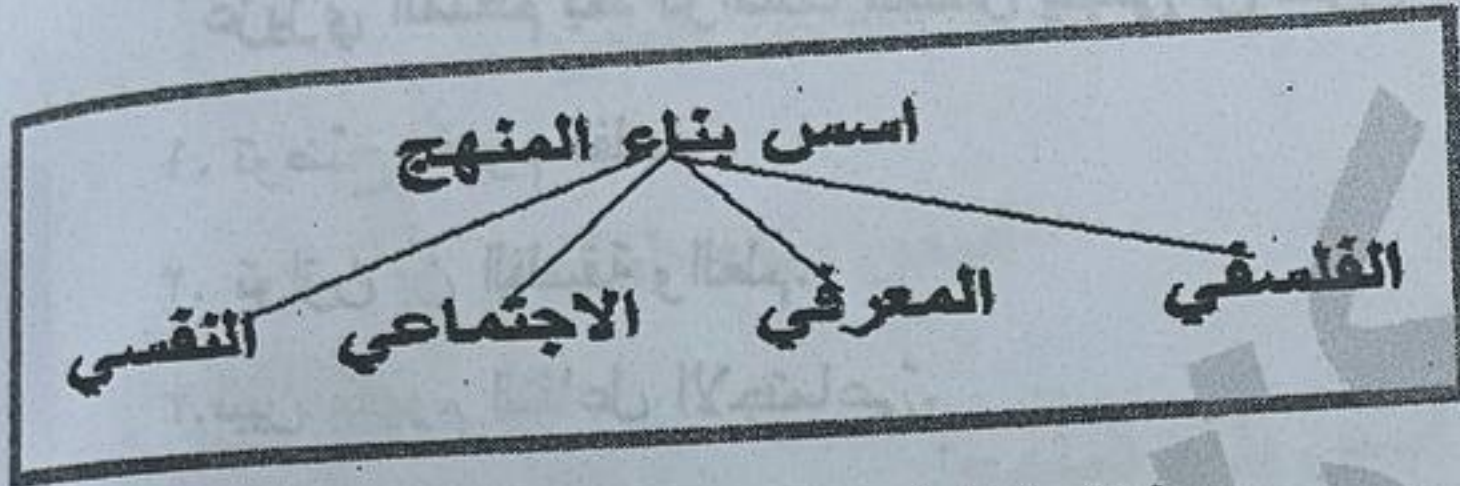 اسس بناء المنهج
الفلسفي المعرفي الاجتماعي النفسي